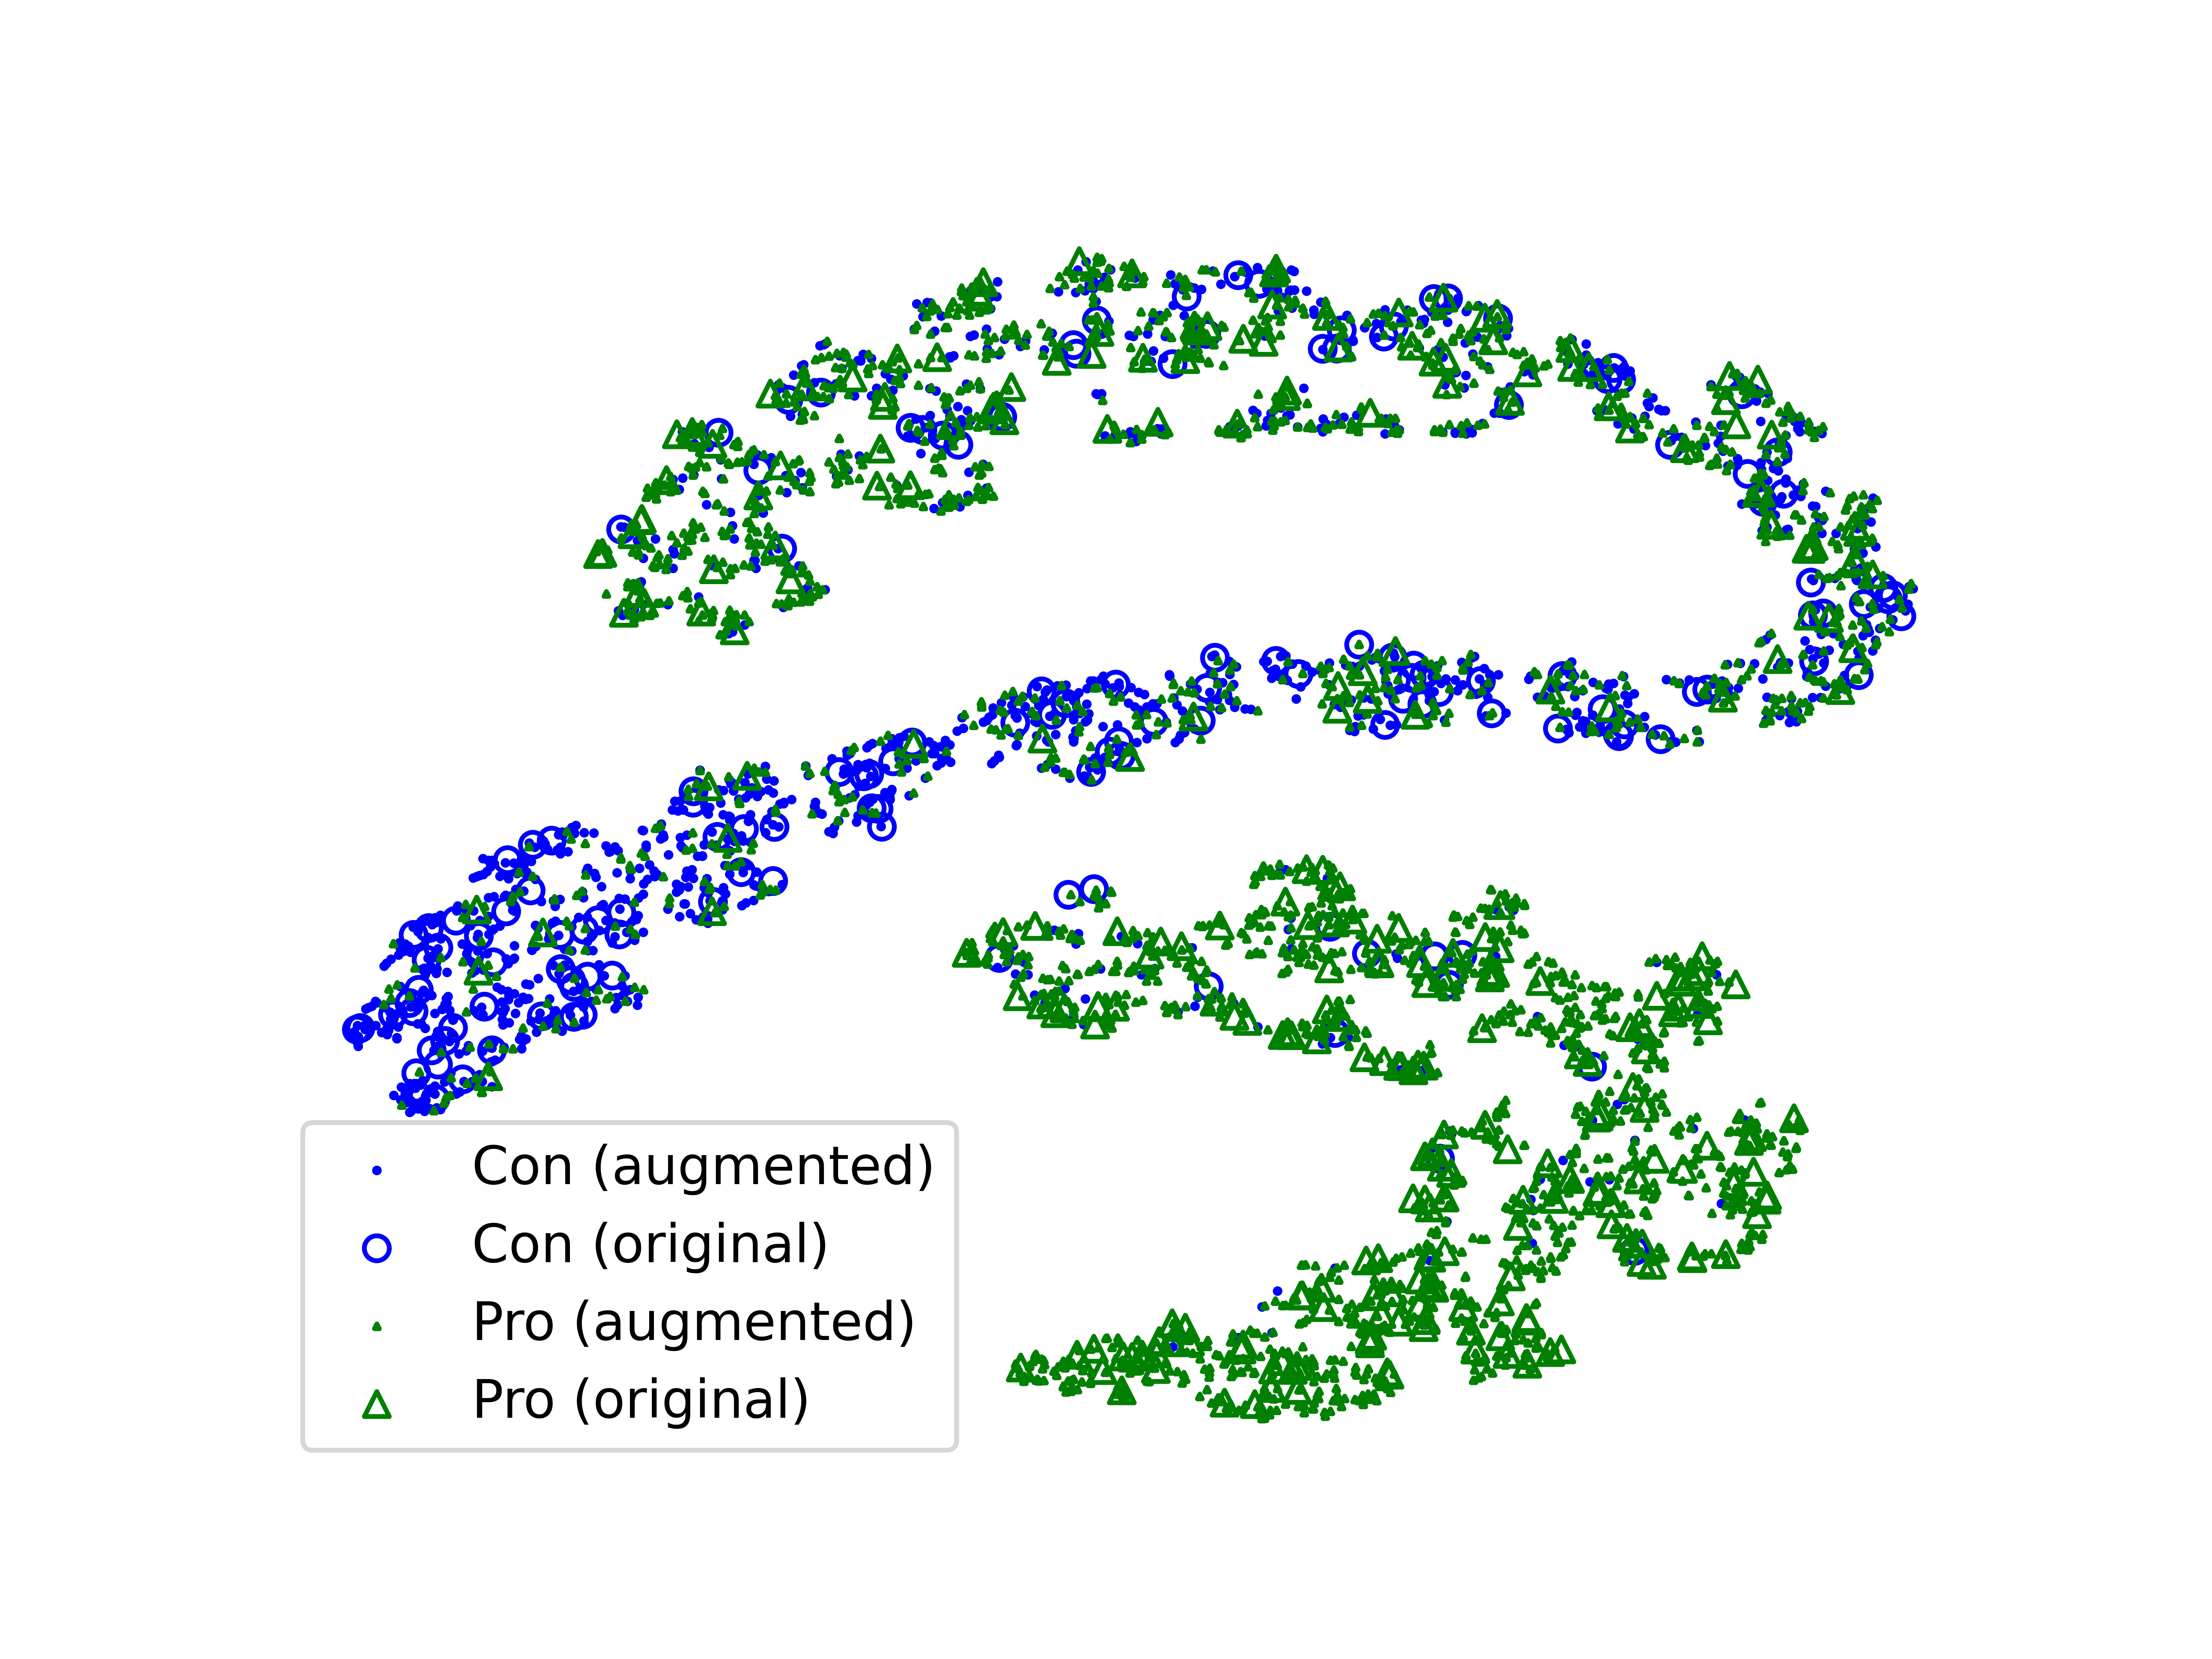 Con (augmented)
Con (original)
Pro (augmented)
Pro (original)